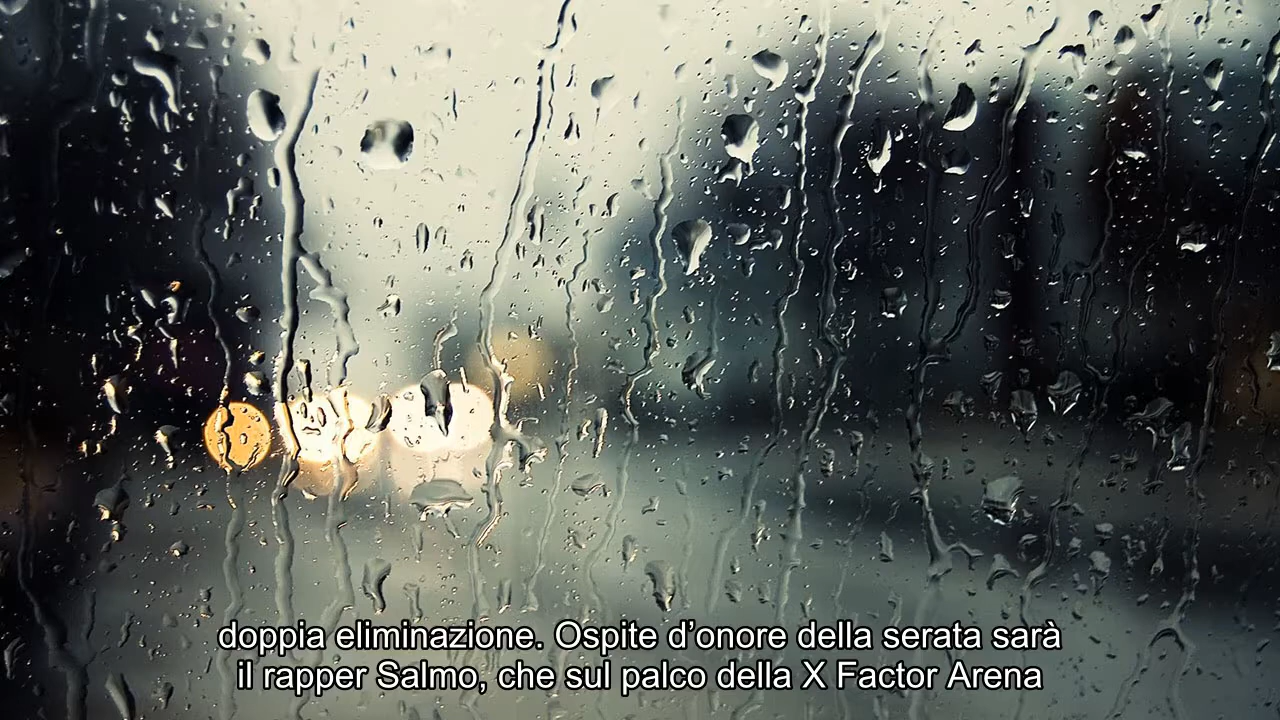 doppia eliminazione. Ospite d’onore della serata sarà
il rapper Salmo, che sul palco della X Factor Arena